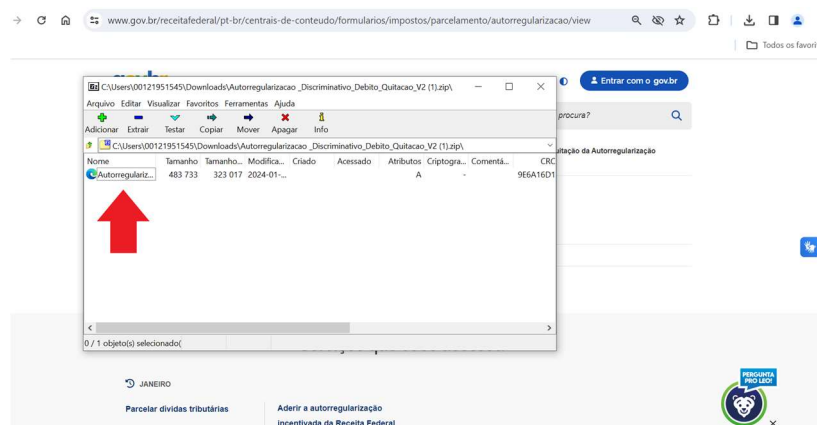 www.gov.br/receitafederal/pt-br/centrais-de-conteudo/formularios/impostos/parcelamento/autorregularizacao/view
Todos os favori
C:\Users\00121951545\Downloads\Autorregularizacao _Discriminativo_Debito_Quitacao_V2 (1).zip\
Entrar com o gov.br
Arquivo Editar Visualizar Favoritos Ferramentas Ajuda
procura?
Adicionar Extrair Testar Copiar Mover Apagar Info
C:\Users\00121951545\Downloads\Autorregularizacao _Discriminativo_Debito_Quitacao_V2 (1).zip\
uitação da Autorregularização
Nome Tamanho Tamanho... Modifica... Criado Acessado Atributos Criptogra... Comentá... CRC
Autorregulariz... 483 733 323 017 2024-01-... A - 9E6A16D1
0 / 1 objeto(s) selecionado(
JANEIRO
PERGUNTA
PRO LEO!
Parcelar dívidas tributárias
Aderir a autorregularização
incentivada da Receita Federal